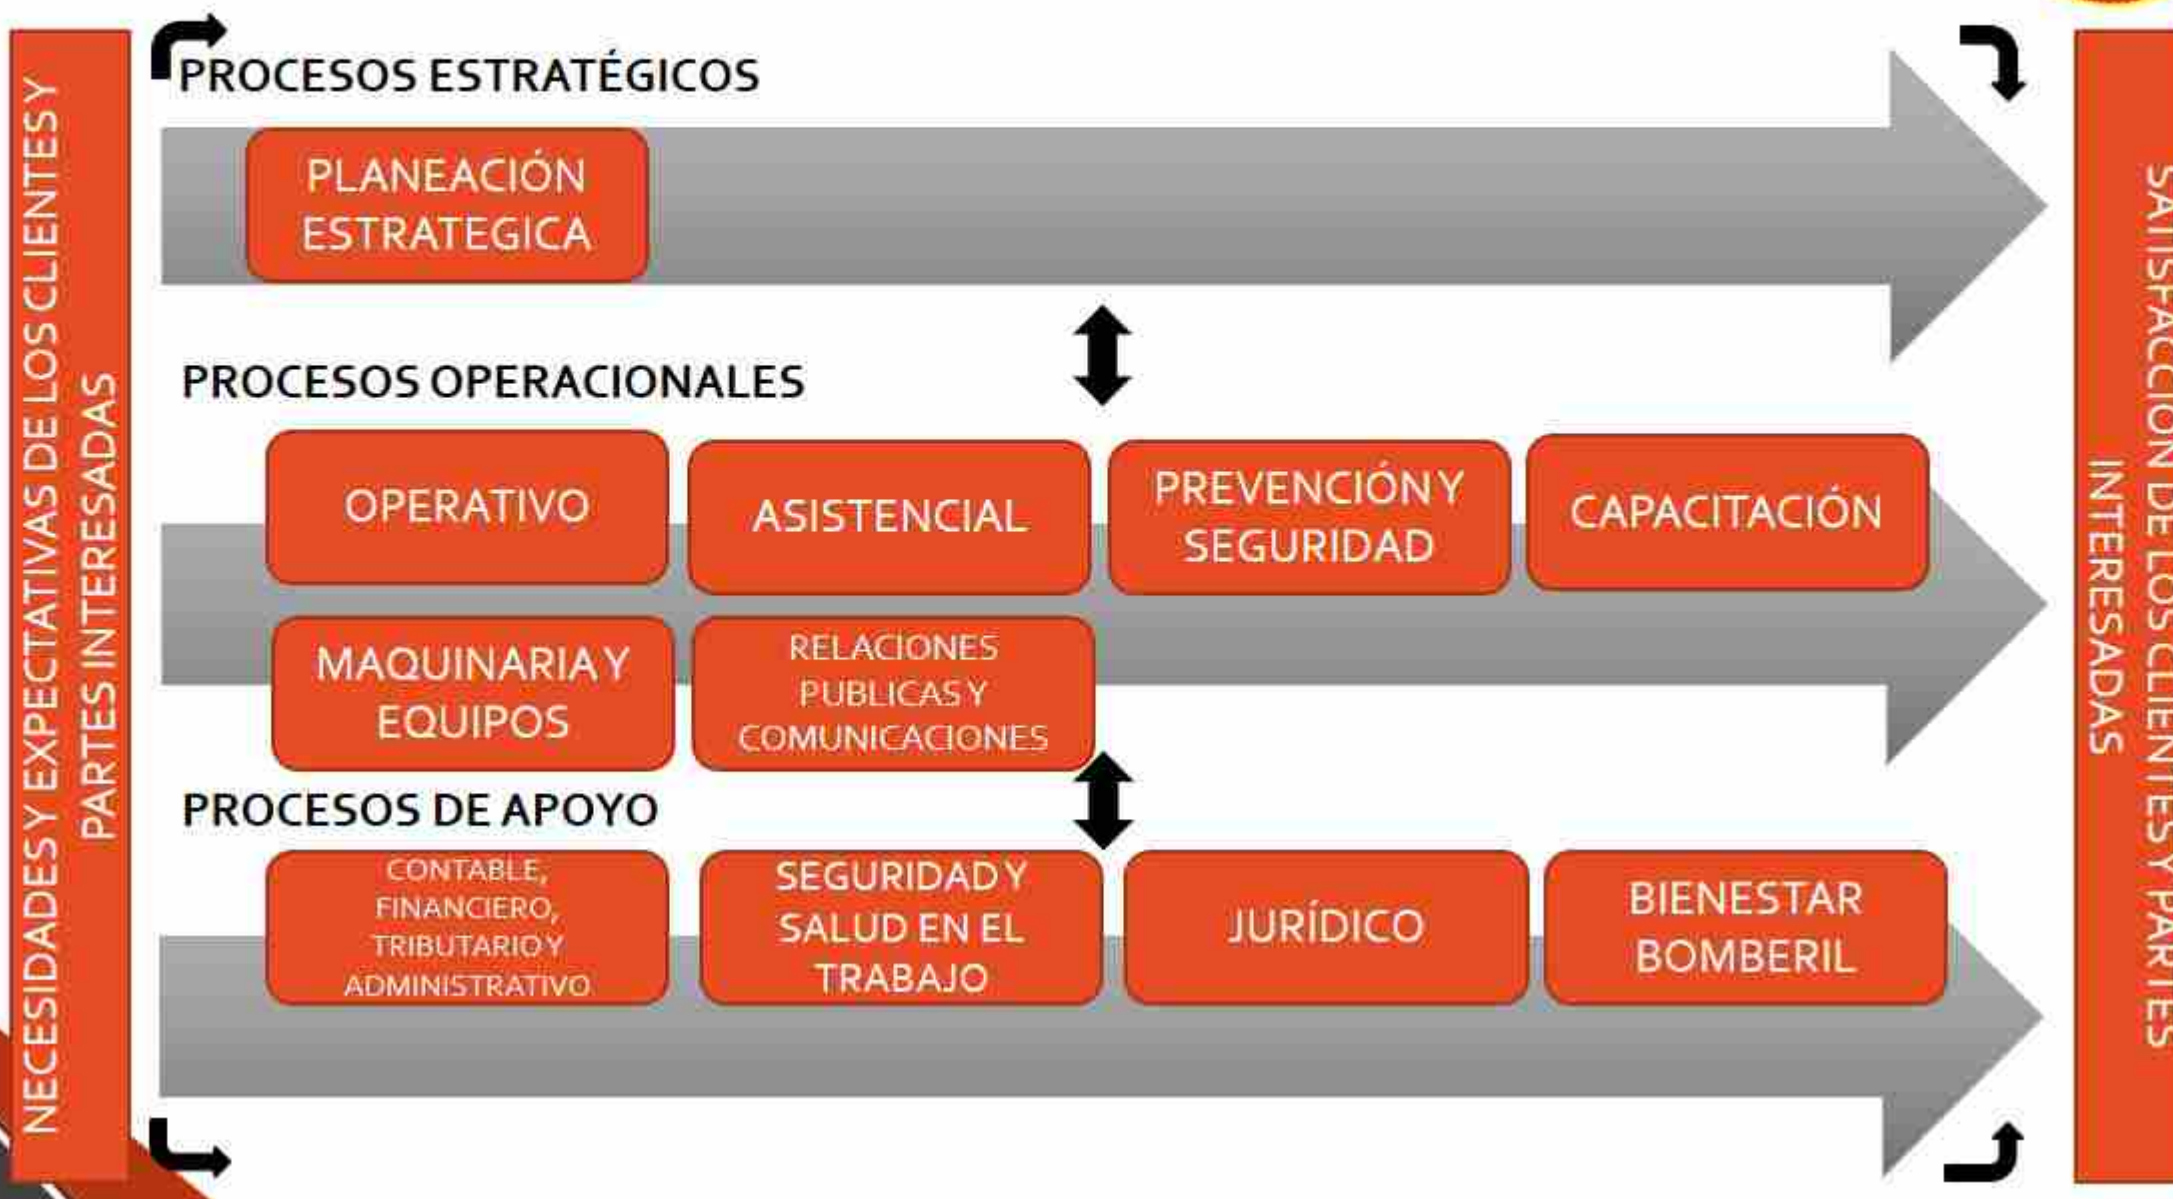 NECESIDADES Y EXPECTATIVAS DE LOS CLIENTES Y
PARTES INTERESADAS
PROCESOS ESTRATÉGICOS
PLANEACIÓN
ESTRATEGICA
PROCESOS OPERACIONALES
OPERATIVO
ASISTENCIAL
PREVENCIÓN Y
SEGURIDAD
CAPACITACIÓN
MAQUINARIA Y
EQUIPOS
RELACIONES
PUBLICAS Y
COMUNICACIONES
PROCESOS DE APOYO
CONTABLE,
FINANCIERO,
TRIBUTARIO Y
ADMINISTRATIVO
SEGURIDAD Y
SALUD EN EL
TRABAJO
JURÍDICO
BIENESTAR
BOMBERIL
SATISFACCION DE LOS CLIENTES Y PARTES
INTERESADAS